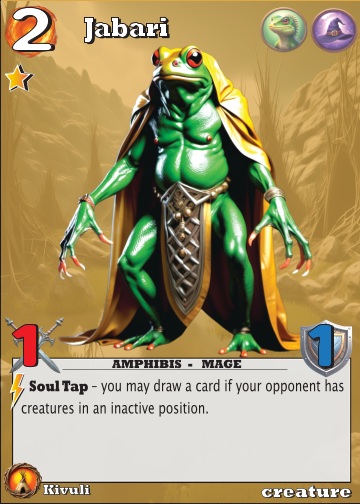 2 Jabari
1 1
AMPHIBIS - MAGE
Soul Tap - you may draw a card if your opponent has
creatures in an inactive position.
Kivuli creature